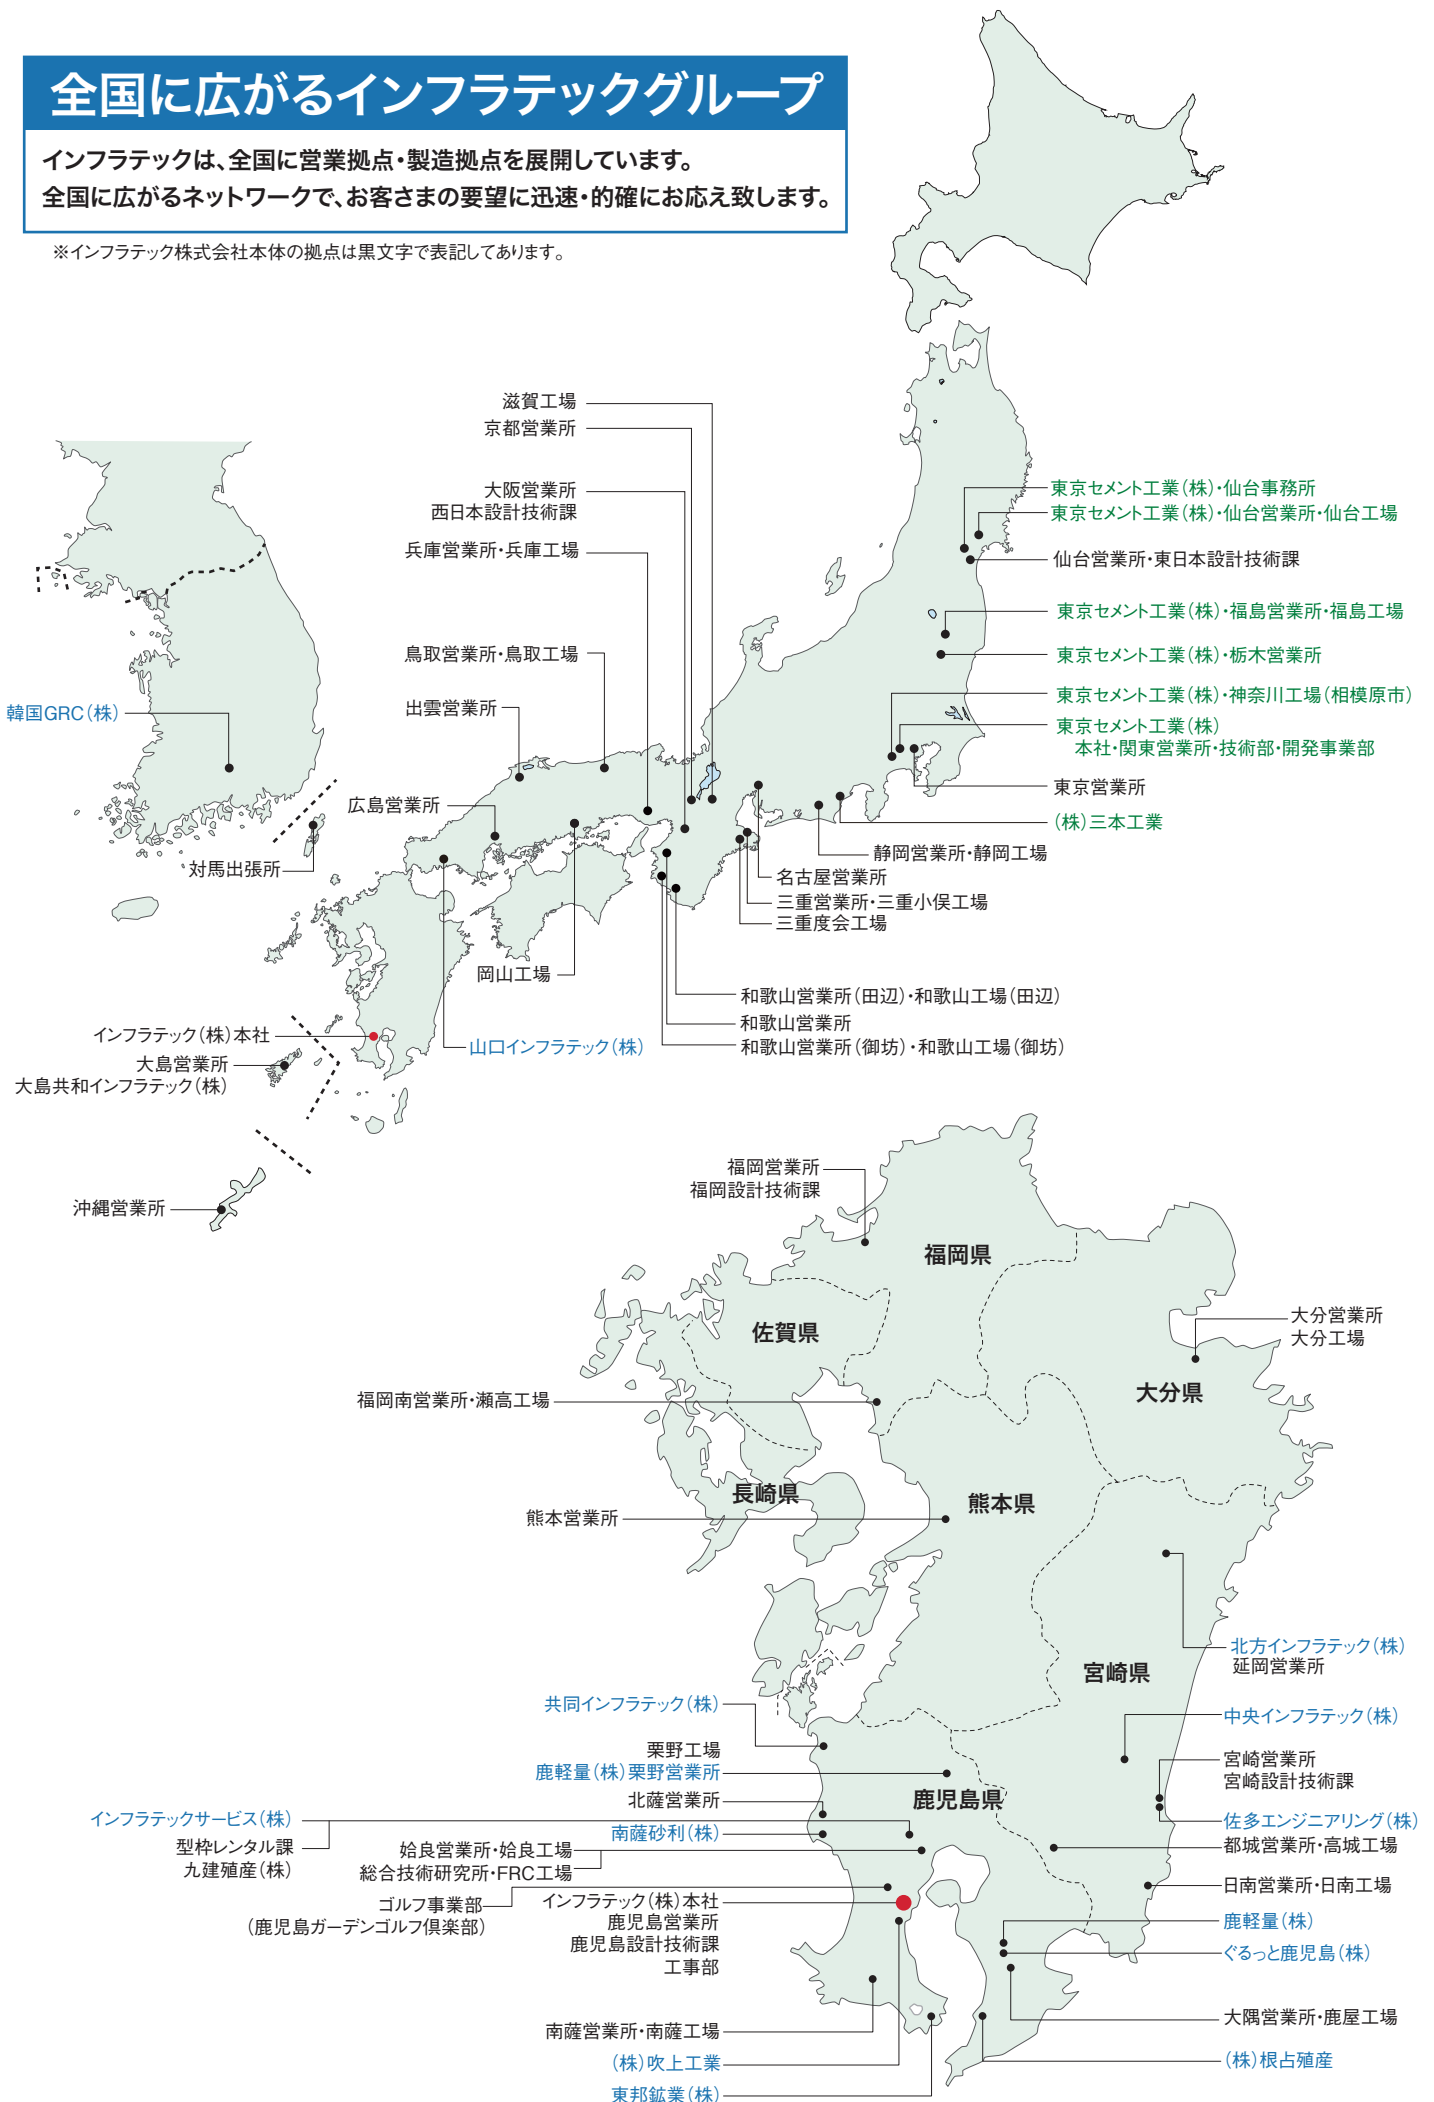 全国に広がるインフラテックグループ
インフラテックは、全国に営業拠点・製造拠点を展開しています。
全国に広がるネットワークで、お客さまの要望に迅速・的確にお応え致します。
※インフラテック株式会社本体の拠点は黒文字で表記してあります。
滋賀工場
京都営業所
大阪営業所
西日本設計技術課
兵庫営業所・兵庫工場
鳥取営業所・鳥取工場
出雲営業所
広島営業所
韓国GRC(株)
対馬出張所
岡山工場
インフラテック(株)本社
大島営業所
大島共和インフラテック(株)
山口インフラテック(株)
沖縄営業所
東京セメント工業(株)・仙台事務所
東京セメント工業(株)・仙台営業所・仙台工場
仙台営業所・東日本設計技術課
東京セメント工業(株)・福島営業所・福島工場
東京セメント工業(株)・栃木営業所
東京セメント工業(株)・神奈川工場(相模原市)
東京セメント工業(株)
本社・関東営業所・技術部・開発事業部
東京営業所
(株)三本工業
静岡営業所・静岡工場
名古屋営業所
三重営業所・三重小俣工場
三重度会工場
和歌山営業所(田辺)・和歌山工場(田辺)
和歌山営業所
和歌山営業所(御坊)・和歌山工場(御坊)
福岡営業所
福岡設計技術課
福岡県
佐賀県
大分営業所
大分工場
大分県
福岡南営業所・瀬高工場
長崎県
熊本県
熊本営業所
北方インフラテック(株)
延岡営業所
宮崎県
共同インフラテック(株)
中央インフラテック(株)
栗野工場
鹿軽量(株)栗野営業所
宮崎営業所
宮崎設計技術課
北薩営業所
鹿児島県
インフラテックサービス(株)
型枠レンタル課
九建殖産(株)
南薩砂利(株)
佐多エンジニアリング(株)
都城営業所・高城工場
姶良営業所・姶良工場
総合技術研究所・FRC工場
日南営業所・日南工場
ゴルフ事業部
(鹿児島ガーデンゴルフ倶楽部)
インフラテック(株)本社
鹿児島営業所
鹿児島設計技術課
工事部
鹿軽量(株)
ぐるっと鹿児島(株)
大隅営業所・鹿屋工場
南薩営業所・南薩工場
(株)吹上工業
(株)根占殖産
東邦鉱業(株)